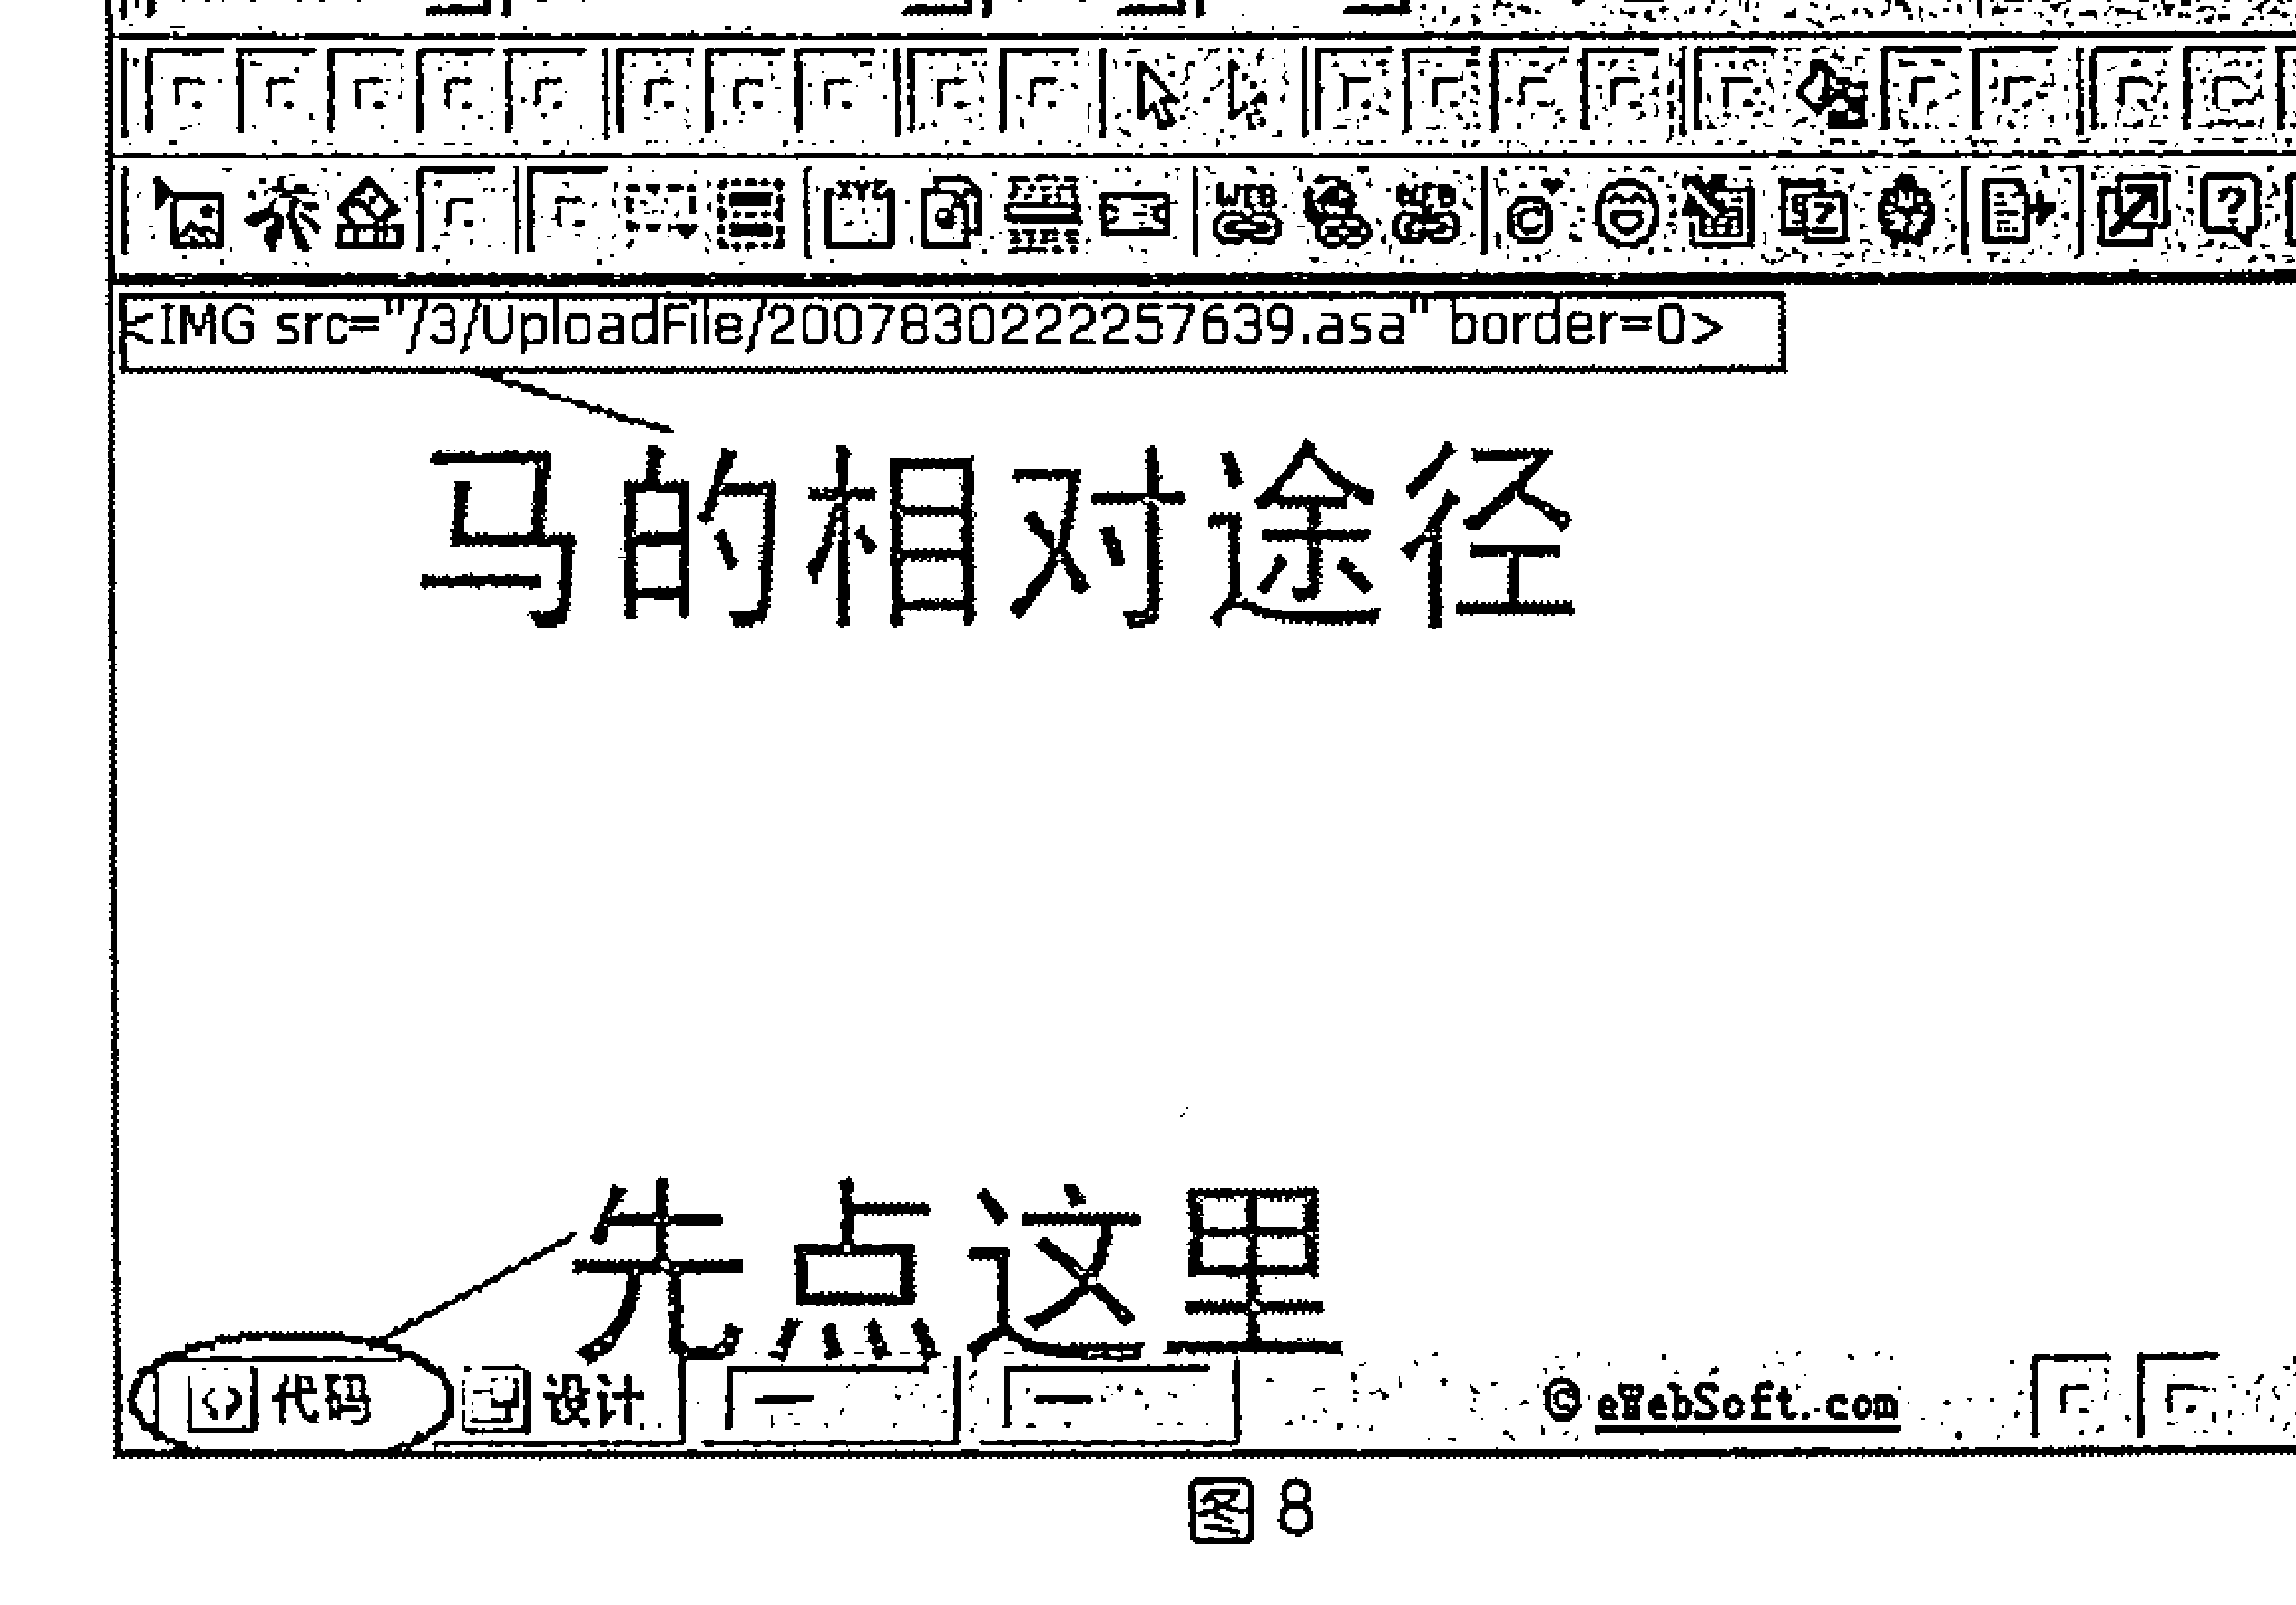 <IMG src="/3/UploadFile/2007830222257639.asa" border=0>
马的相对途径
先点这里
代码 设计 © eWebSoft.com
图 8